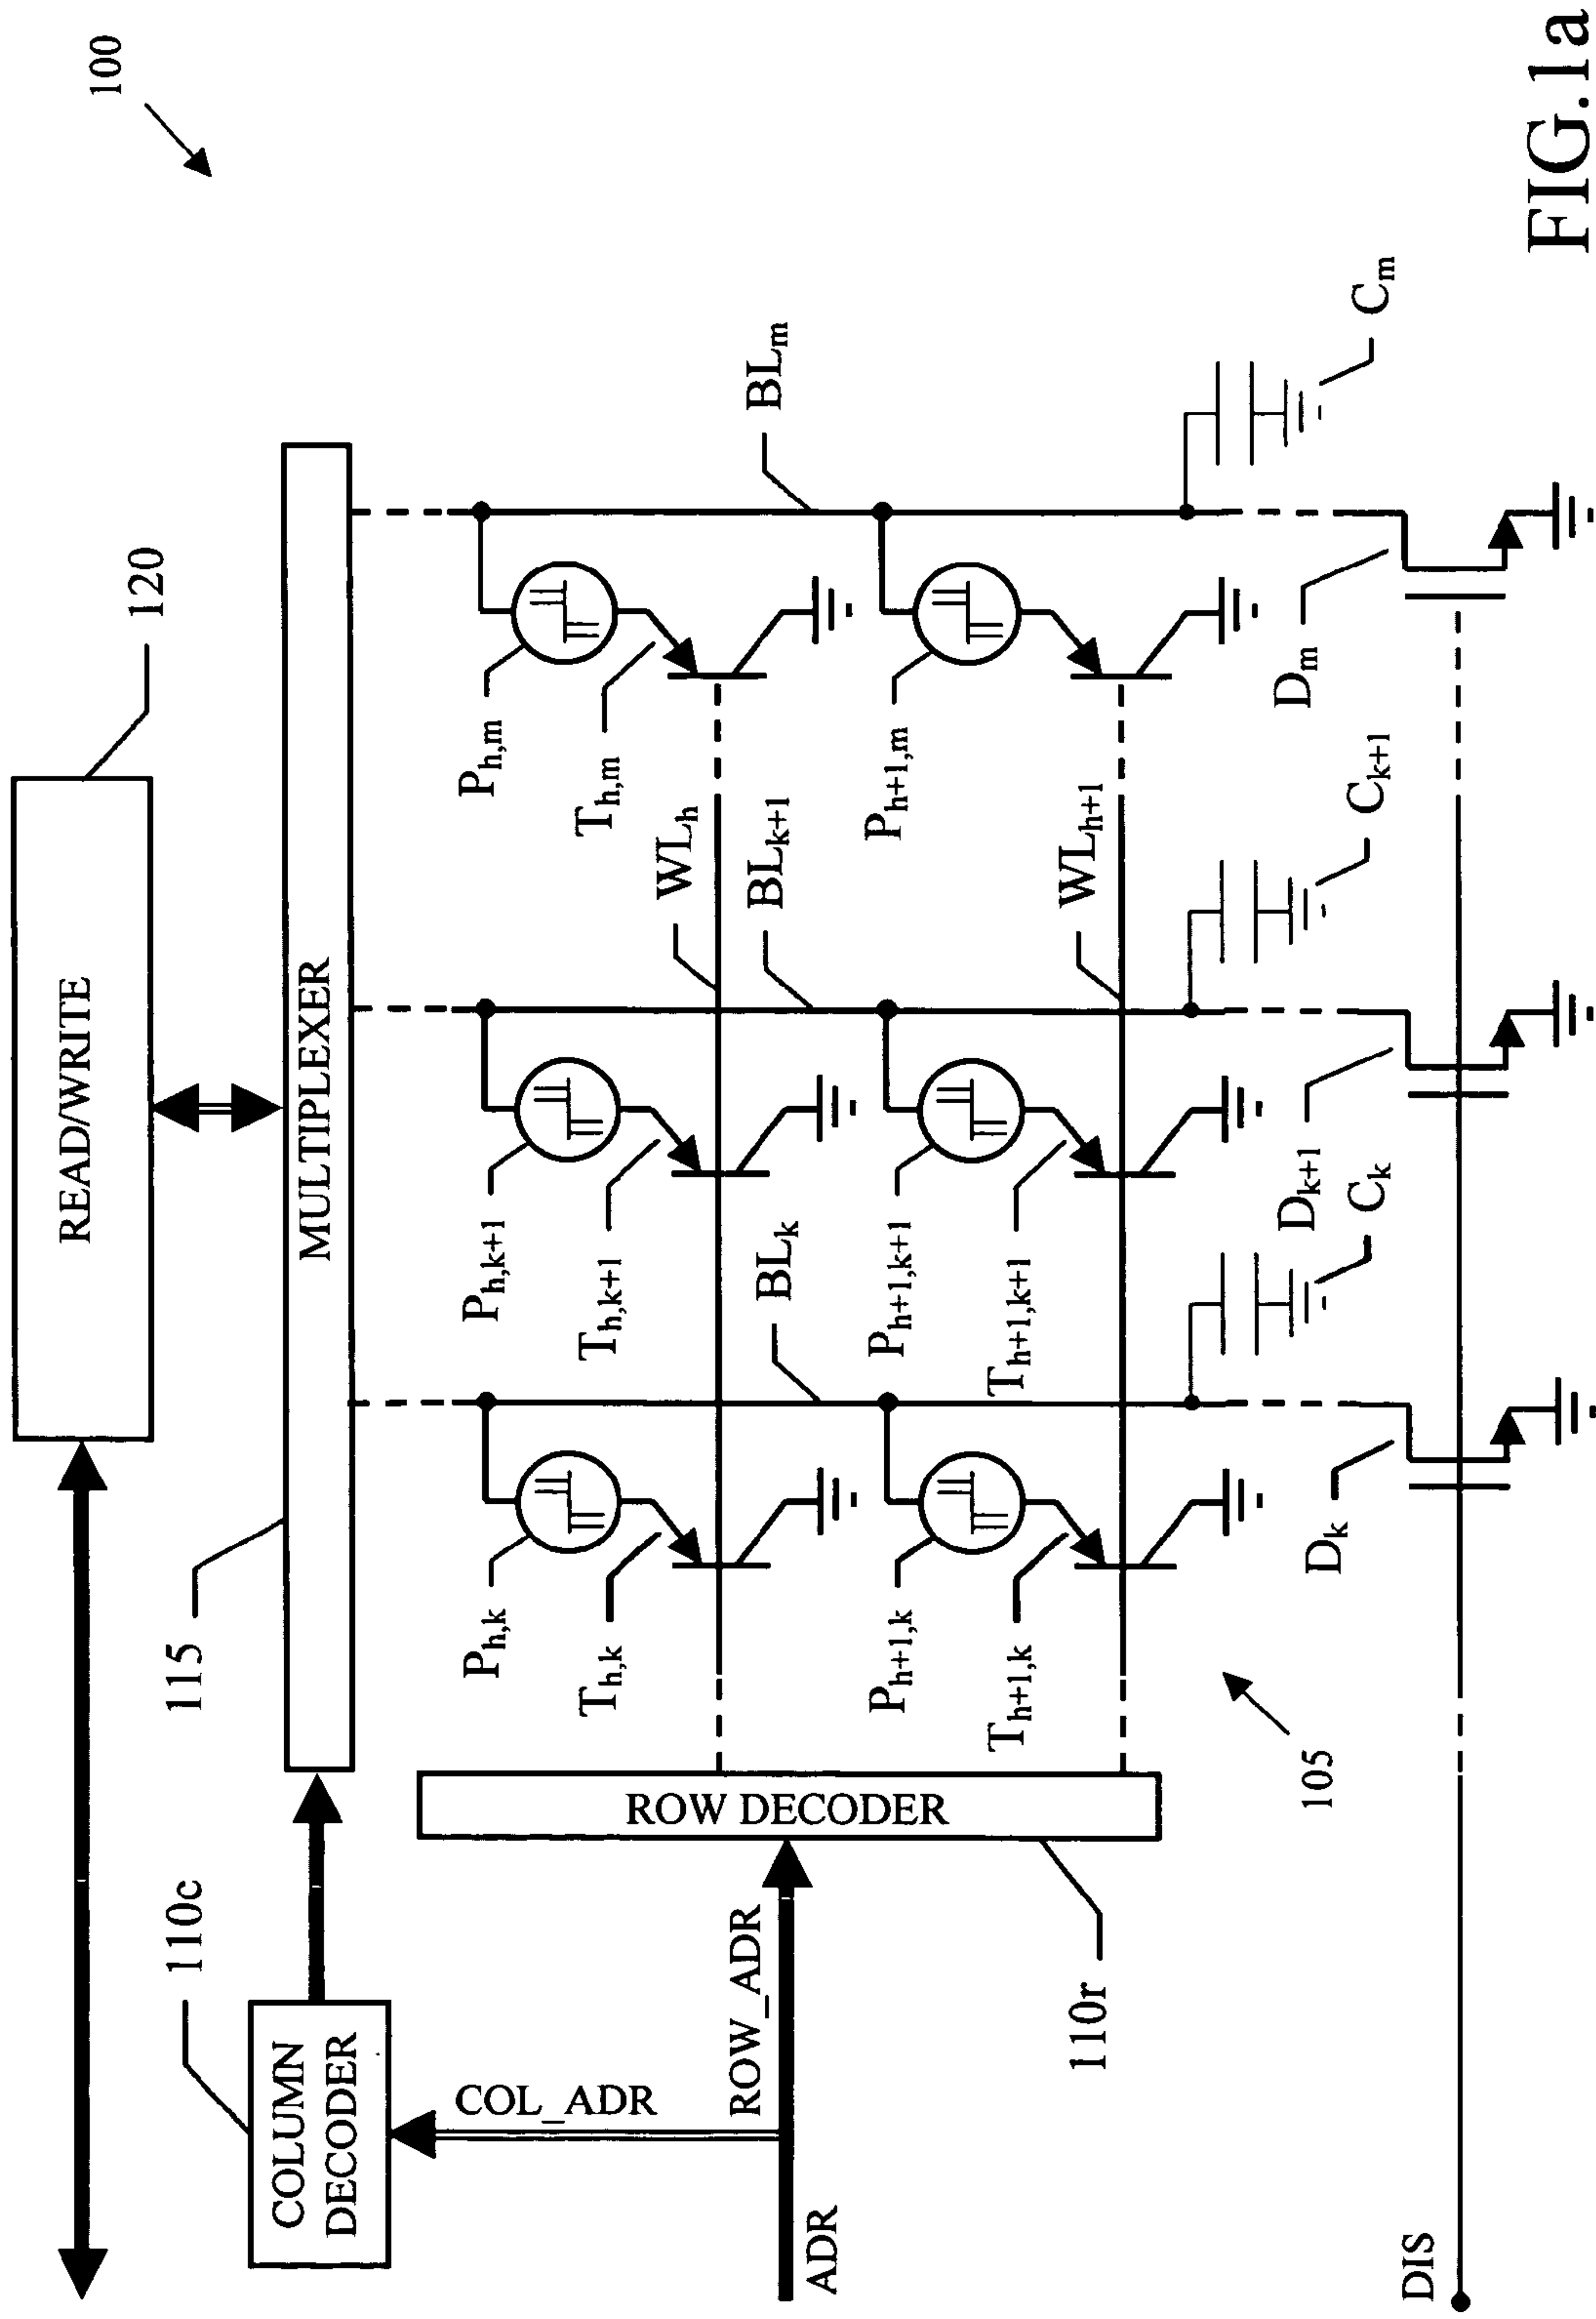 100
120
READ/WRITE
115
MULTIPLEXER
110c
COLUMN
DECODER
COL_ADR
ROW_ADR
ADR
110r
ROW DECODER
105
P_h,k
T_h,k
BL_k
P_h,k+1
T_h,k+1
WL_h
BL_k+1
P_h,m
T_h,m
BL_m
P_h+1,k
T_h+1,k
P_h+1,k+1
T_h+1,k+1
WL_h+1
P_h+1,m
D_k
C_k
D_k+1
C_k+1
D_m
C_m
DIS
FIG.1a